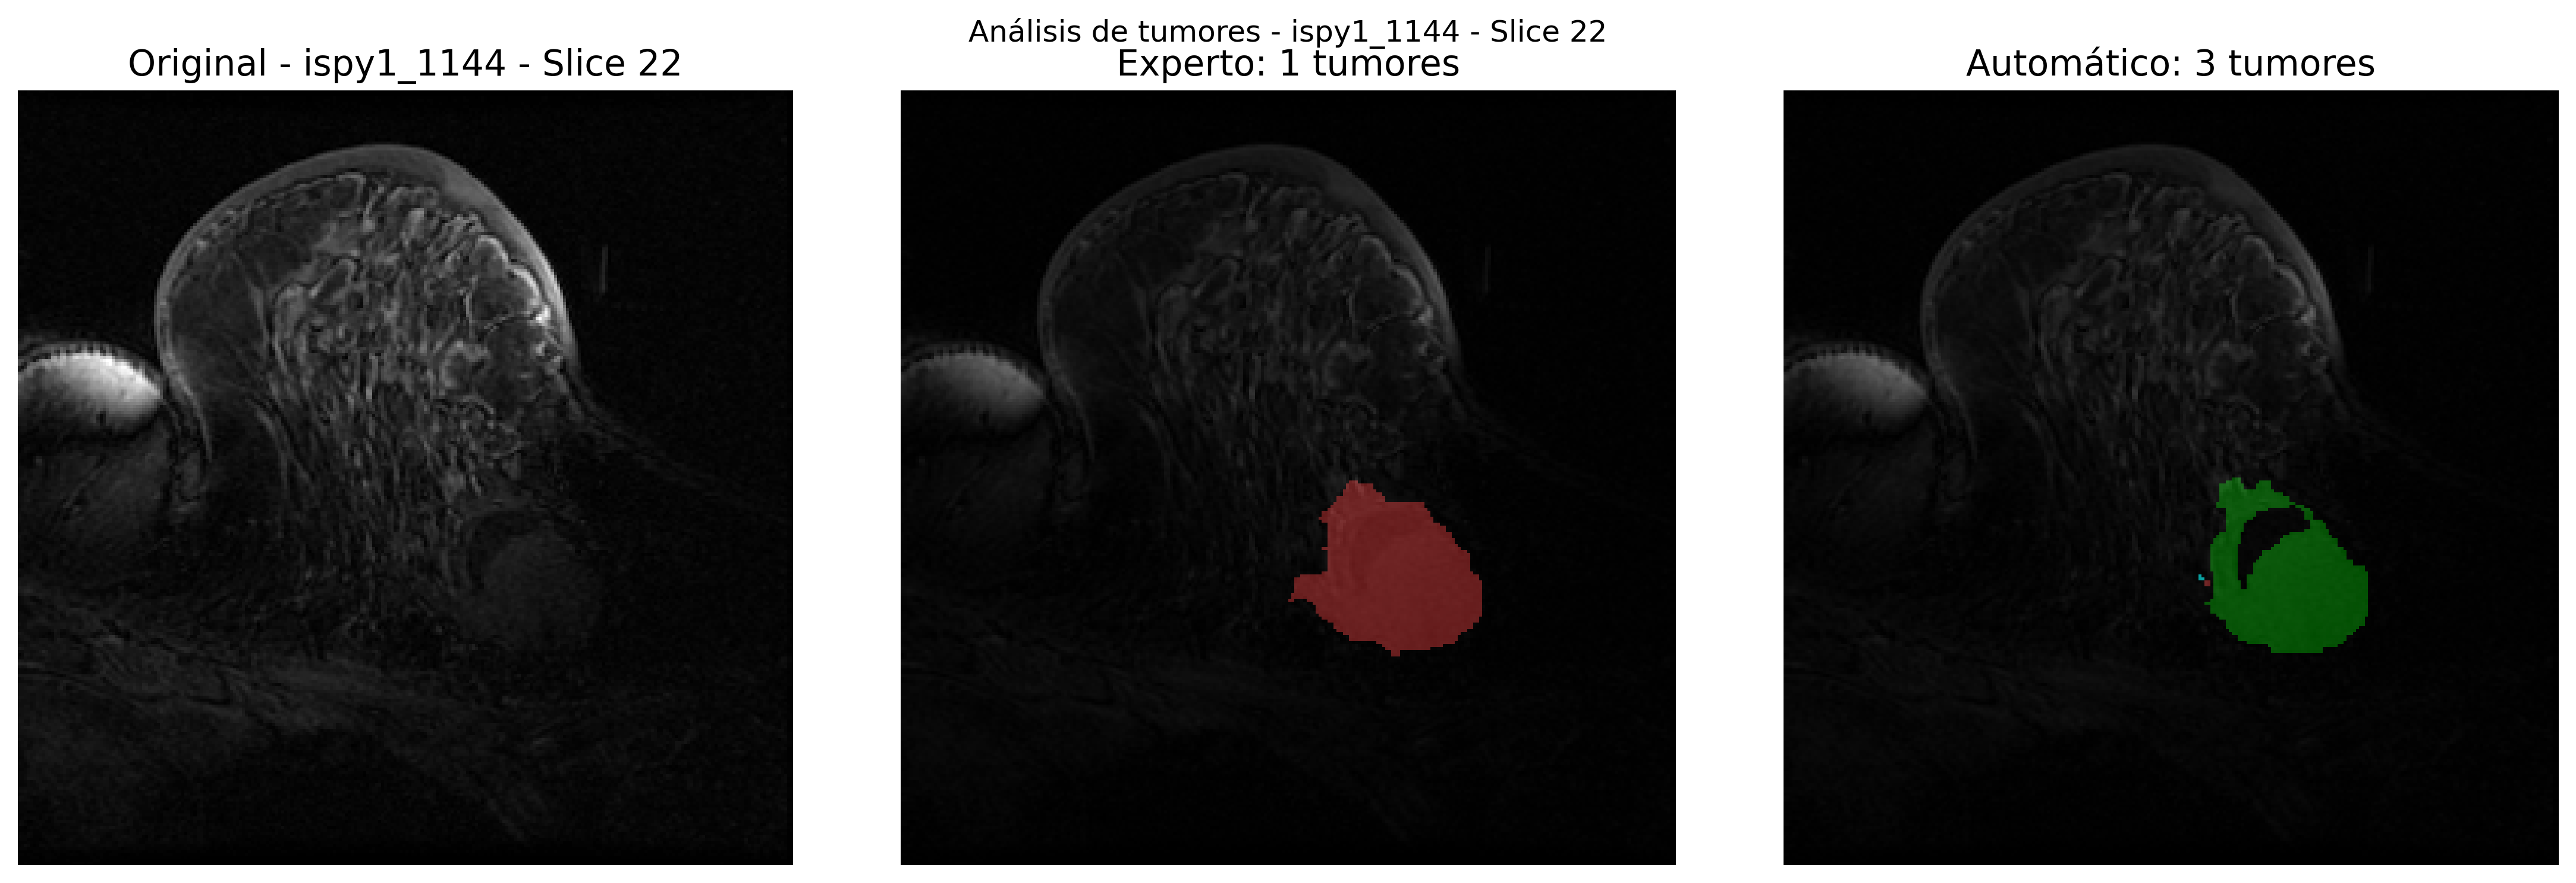 Análisis de tumores - ispy1_1144 - Slice 22
Original - ispy1_1144 - Slice 22
Experto: 1 tumores
Automático: 3 tumores